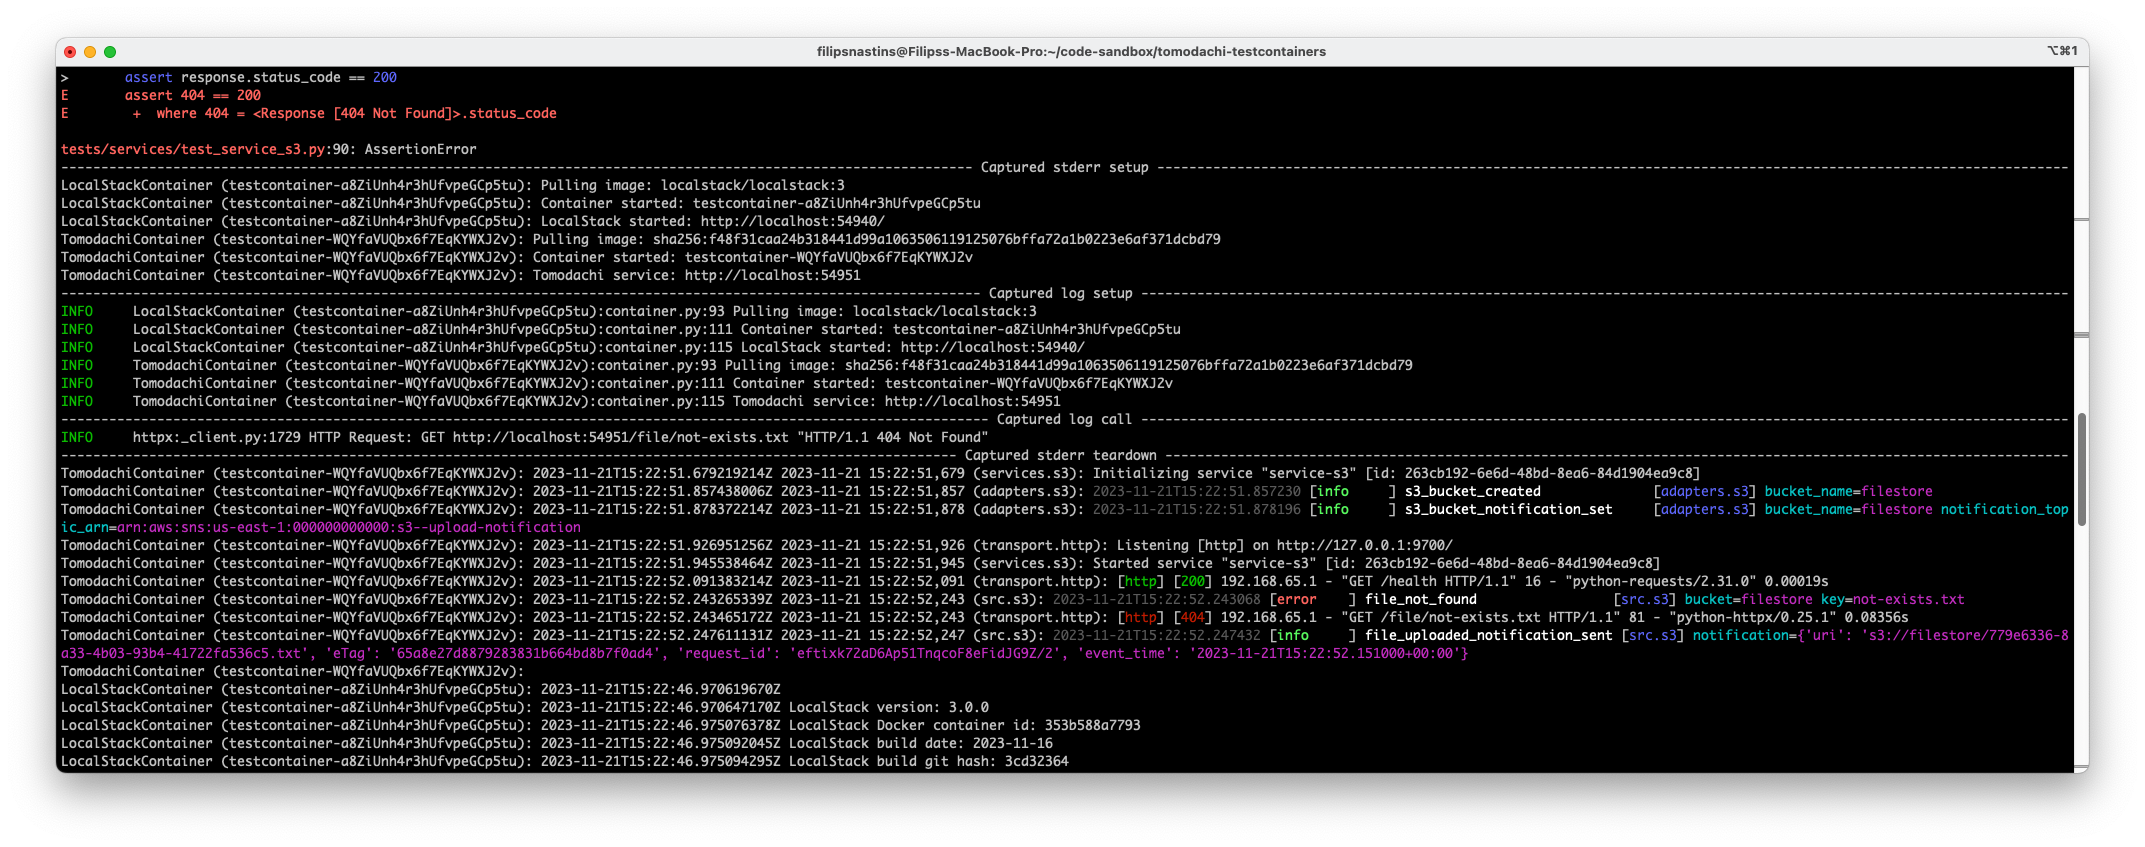 filipsnastins@Filipss-MacBook-Pro:~/code-sandbox/tomodachi-testcontainers
⌥⌘1
>       assert response.status_code == 200
E       assert 404 == 200
E        +  where 404 = <Response [404 Not Found]>.status_code
tests/services/test_service_s3.py:90: AssertionError
Captured stderr setup
LocalStackContainer (testcontainer-a8ZiUnh4r3hUfvpeGCp5tu): Pulling image: localstack/localstack:3
LocalStackContainer (testcontainer-a8ZiUnh4r3hUfvpeGCp5tu): Container started: testcontainer-a8ZiUnh4r3hUfvpeGCp5tu
LocalStackContainer (testcontainer-a8ZiUnh4r3hUfvpeGCp5tu): LocalStack started: http://localhost:54940/
TomodachiContainer (testcontainer-WQYfaVUQbx6f7EqKYWXJ2v): Pulling image: sha256:f48f31caa24b318441d99a1063506119125076bffa72a1b0223e6af371dcbd79
TomodachiContainer (testcontainer-WQYfaVUQbx6f7EqKYWXJ2v): Container started: testcontainer-WQYfaVUQbx6f7EqKYWXJ2v
TomodachiContainer (testcontainer-WQYfaVUQbx6f7EqKYWXJ2v): Tomodachi service: http://localhost:54951
Captured log setup
INFO     LocalStackContainer (testcontainer-a8ZiUnh4r3hUfvpeGCp5tu):container.py:93 Pulling image: localstack/localstack:3
INFO     LocalStackContainer (testcontainer-a8ZiUnh4r3hUfvpeGCp5tu):container.py:111 Container started: testcontainer-a8ZiUnh4r3hUfvpeGCp5tu
INFO     LocalStackContainer (testcontainer-a8ZiUnh4r3hUfvpeGCp5tu):container.py:115 LocalStack started: http://localhost:54940/
INFO     TomodachiContainer (testcontainer-WQYfaVUQbx6f7EqKYWXJ2v):container.py:93 Pulling image: sha256:f48f31caa24b318441d99a1063506119125076bffa72a1b0223e6af371dcbd79
INFO     TomodachiContainer (testcontainer-WQYfaVUQbx6f7EqKYWXJ2v):container.py:111 Container started: testcontainer-WQYfaVUQbx6f7EqKYWXJ2v
INFO     TomodachiContainer (testcontainer-WQYfaVUQbx6f7EqKYWXJ2v):container.py:115 Tomodachi service: http://localhost:54951
Captured log call
INFO     httpx:_client.py:1729 HTTP Request: GET http://localhost:54951/file/not-exists.txt "HTTP/1.1 404 Not Found"
Captured stderr teardown
TomodachiContainer (testcontainer-WQYfaVUQbx6f7EqKYWXJ2v): 2023-11-21T15:22:51.679219214Z 2023-11-21 15:22:51,679 (services.s3): Initializing service "service-s3" [id: 263cb192-6e6d-48bd-8ea6-84d1904ea9c8]
TomodachiContainer (testcontainer-WQYfaVUQbx6f7EqKYWXJ2v): 2023-11-21T15:22:51.857438006Z 2023-11-21 15:22:51,857 (adapters.s3): 2023-11-21T15:22:51.857230 [info     ] s3_bucket_created              [adapters.s3] bucket_name=filestore
TomodachiContainer (testcontainer-WQYfaVUQbx6f7EqKYWXJ2v): 2023-11-21T15:22:51.878372214Z 2023-11-21 15:22:51,878 (adapters.s3): 2023-11-21T15:22:51.878196 [info     ] s3_bucket_notification_set     [adapters.s3] bucket_name=filestore notification_top
ic_arn=arn:aws:sns:us-east-1:000000000000:s3--upload-notification
TomodachiContainer (testcontainer-WQYfaVUQbx6f7EqKYWXJ2v): 2023-11-21T15:22:51.926951256Z 2023-11-21 15:22:51,926 (transport.http): Listening [http] on http://127.0.0.1:9700/
TomodachiContainer (testcontainer-WQYfaVUQbx6f7EqKYWXJ2v): 2023-11-21T15:22:51.945538464Z 2023-11-21 15:22:51,945 (services.s3): Started service "service-s3" [id: 263cb192-6e6d-48bd-8ea6-84d1904ea9c8]
TomodachiContainer (testcontainer-WQYfaVUQbx6f7EqKYWXJ2v): 2023-11-21T15:22:52.091383214Z 2023-11-21 15:22:52,091 (transport.http): [http] [200] 192.168.65.1 - "GET /health HTTP/1.1" 16 - "python-requests/2.31.0" 0.00019s
TomodachiContainer (testcontainer-WQYfaVUQbx6f7EqKYWXJ2v): 2023-11-21T15:22:52.243265339Z 2023-11-21 15:22:52,243 (src.s3): 2023-11-21T15:22:52.243068 [error    ] file_not_found                 [src.s3] bucket=filestore key=not-exists.txt
TomodachiContainer (testcontainer-WQYfaVUQbx6f7EqKYWXJ2v): 2023-11-21T15:22:52.243465172Z 2023-11-21 15:22:52,243 (transport.http): [http] [404] 192.168.65.1 - "GET /file/not-exists.txt HTTP/1.1" 81 - "python-httpx/0.25.1" 0.08356s
TomodachiContainer (testcontainer-WQYfaVUQbx6f7EqKYWXJ2v): 2023-11-21T15:22:52.247611131Z 2023-11-21 15:22:52,247 (src.s3): 2023-11-21T15:22:52.247432 [info     ] file_uploaded_notification_sent [src.s3] notification={'uri': 's3://filestore/779e6336-8
a33-4b03-93b4-41722fa536c5.txt', 'eTag': '65a8e27d8879283831b664bd8b7f0ad4', 'request_id': 'eftixk72aD6Ap51TnqcoF8eFidJG9Z/2', 'event_time': '2023-11-21T15:22:52.151000+00:00'}
TomodachiContainer (testcontainer-WQYfaVUQbx6f7EqKYWXJ2v):
LocalStackContainer (testcontainer-a8ZiUnh4r3hUfvpeGCp5tu): 2023-11-21T15:22:46.970619670Z
LocalStackContainer (testcontainer-a8ZiUnh4r3hUfvpeGCp5tu): 2023-11-21T15:22:46.970647170Z LocalStack version: 3.0.0
LocalStackContainer (testcontainer-a8ZiUnh4r3hUfvpeGCp5tu): 2023-11-21T15:22:46.975076378Z LocalStack Docker container id: 353b588a7793
LocalStackContainer (testcontainer-a8ZiUnh4r3hUfvpeGCp5tu): 2023-11-21T15:22:46.975092045Z LocalStack build date: 2023-11-16
LocalStackContainer (testcontainer-a8ZiUnh4r3hUfvpeGCp5tu): 2023-11-21T15:22:46.975094295Z LocalStack build git hash: 3cd32364